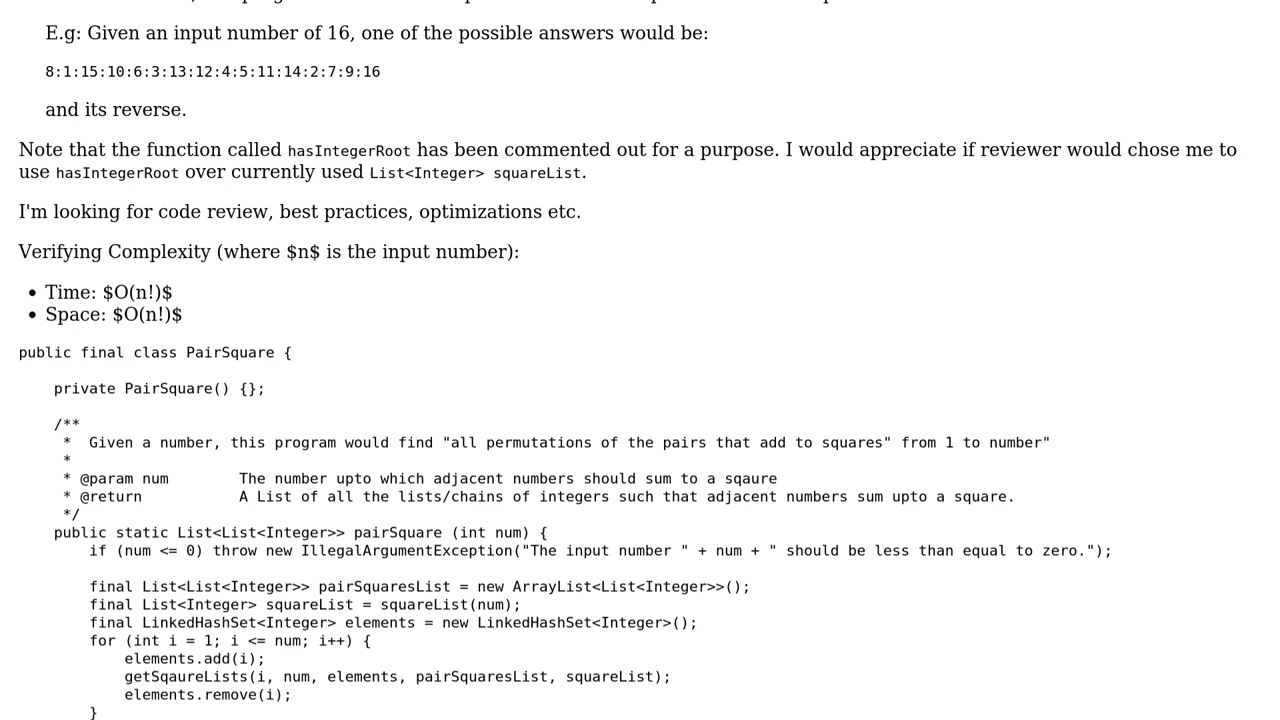 E.g: Given an input number of 16, one of the possible answers would be:
8:1:15:10:6:3:13:12:4:5:11:14:2:7:9:16
and its reverse.
Note that the function called hasIntegerRoot has been commented out for a purpose. I would appreciate if reviewer would chose me to
use hasIntegerRoot over currently used List<Integer> squareList.
I'm looking for code review, best practices, optimizations etc.
Verifying Complexity (where $n$ is the input number):
• Time: $O(n!)$
• Space: $O(n!)$
public final class PairSquare {
    private PairSquare() {};
    /**
     *  Given a number, this program would find "all permutations of the pairs that add to squares" from 1 to number"
     *
     * @param num        The number upto which adjacent numbers should sum to a sqaure
     * @return           A List of all the lists/chains of integers such that adjacent numbers sum upto a square.
     */
    public static List<List<Integer>> pairSquare (int num) {
        if (num <= 0) throw new IllegalArgumentException("The input number " + num + " should be less than equal to zero.");
        final List<List<Integer>> pairSquaresList = new ArrayList<List<Integer>>();
        final List<Integer> squareList = squareList(num);
        final LinkedHashSet<Integer> elements = new LinkedHashSet<Integer>();
        for (int i = 1; i <= num; i++) {
            elements.add(i);
            getSqaureLists(i, num, elements, pairSquaresList, squareList);
            elements.remove(i);
        }